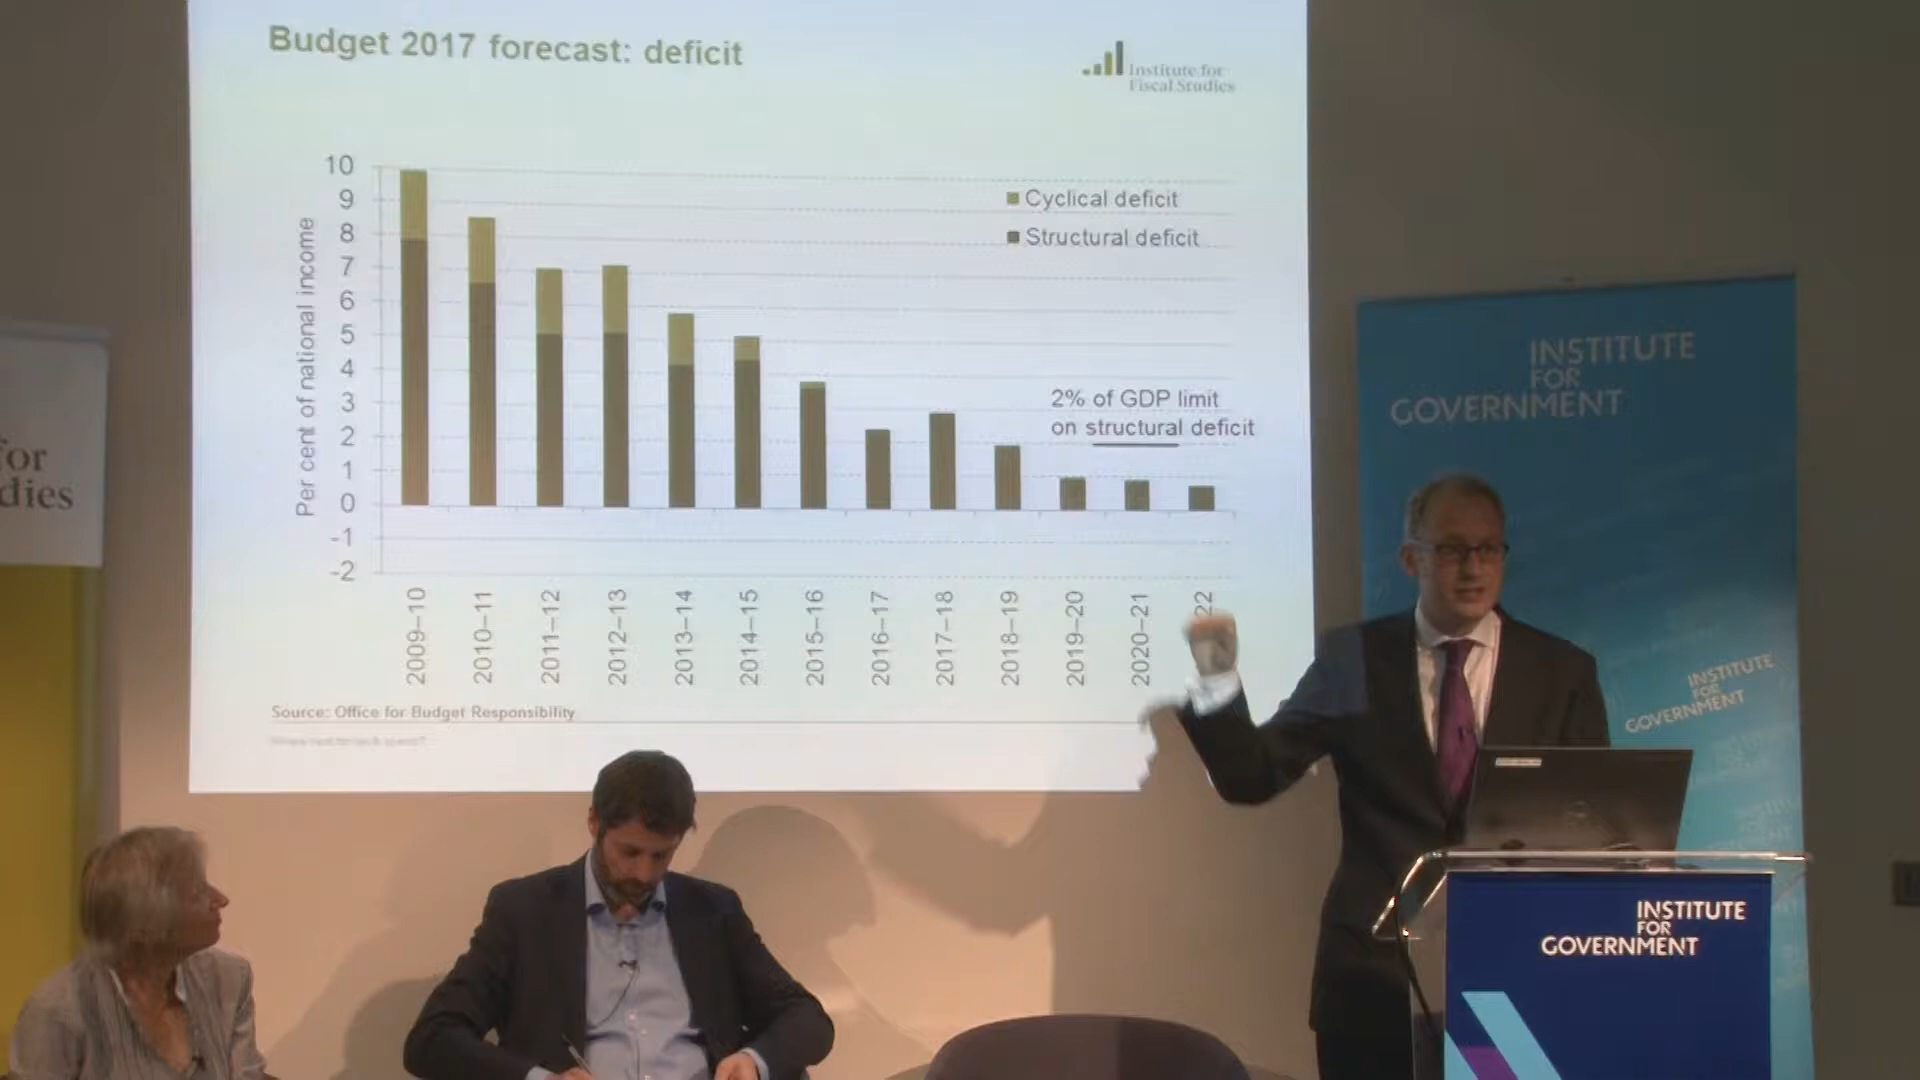 Budget 2017 forecast: deficit
Institute for
Fiscal Studies
Per cent of national income
10
9
8
7
6
5
4
3
2
1
0
-1
-2
Cyclical deficit
Structural deficit
2% of GDP limit
on structural deficit
2009–10
2010–11
2011–12
2012–13
2013–14
2014–15
2015–16
2016–17
2017–18
2018–19
2019–20
2020–21
22
Source: Office for Budget Responsibility
for
dies
INSTITUTE
FOR
GOVERNMENT
INSTITUTE
FOR
GOVERNMENT
INSTITUTE
FOR
GOVERNMENT